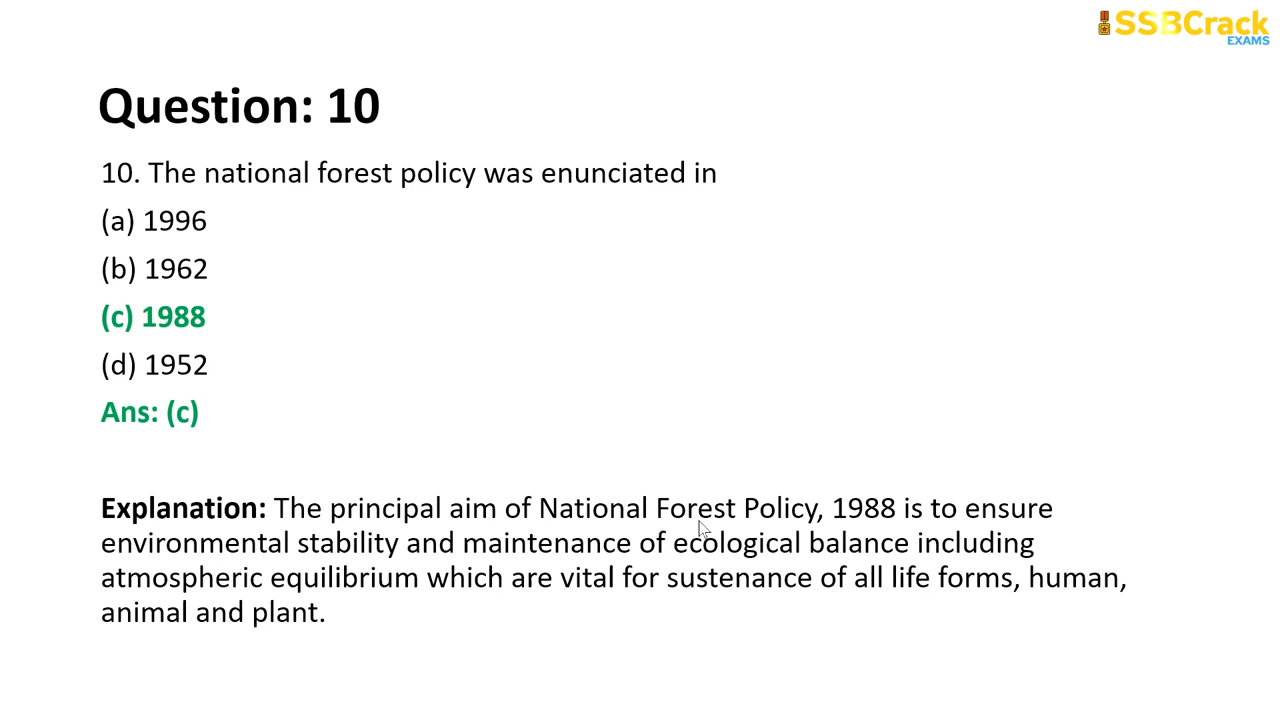 SSBCrack
EXAMS
Question: 10
10. The national forest policy was enunciated in
(a) 1996
(b) 1962
(c) 1988
(d) 1952
Ans: (c)
Explanation: The principal aim of National Forest Policy, 1988 is to ensure
environmental stability and maintenance of ecological balance including
atmospheric equilibrium which are vital for sustenance of all life forms, human,
animal and plant.